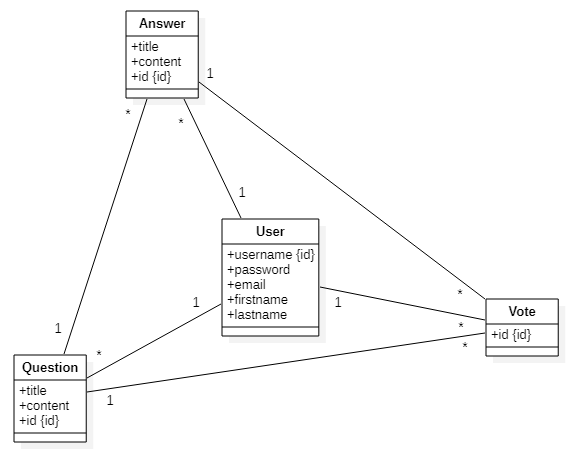 Answer
+title
+content
+id {id}
1
*
*
1
User
+username {id}
+password
+email
+firstname
+lastname
*
1
1
Vote
+id {id}
*
*
1
*
Question
+title
+content
+id {id}
1